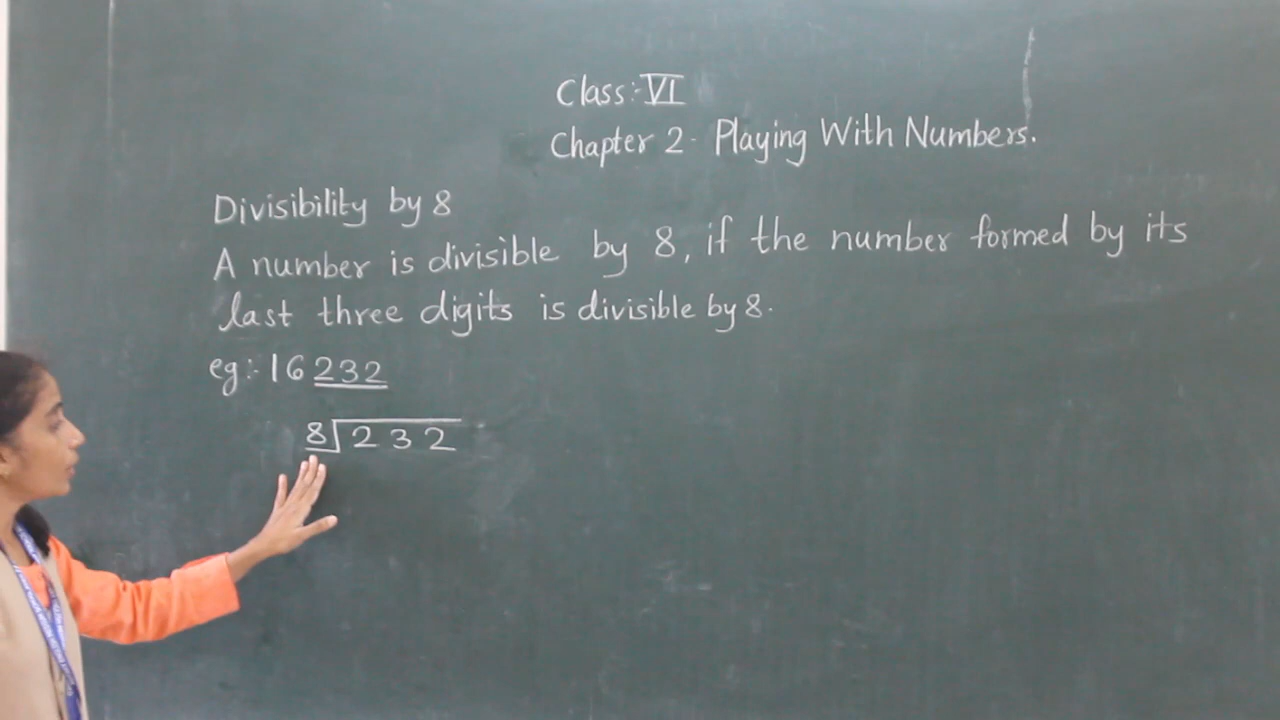 Class:- VI
Chapter 2. Playing With Numbers.
Divisibility by 8
A number is divisible by 8, if the number formed by its
last three digits is divisible by 8.
eg:- 16232
8 232